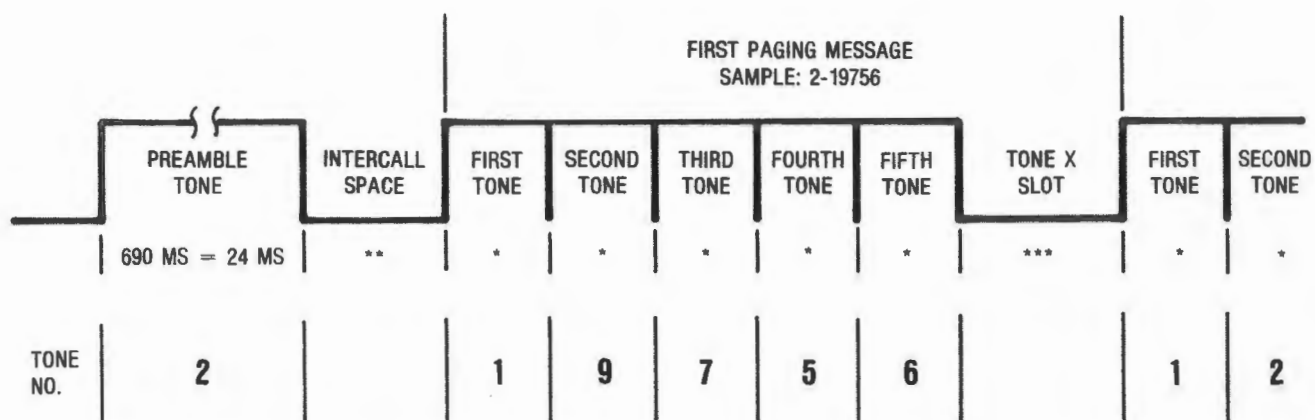 FIRST PAGING MESSAGE
SAMPLE: 2-19756
PREAMBLE TONE
INTERCALL SPACE
FIRST TONE
SECOND TONE
THIRD TONE
FOURTH TONE
FIFTH TONE
TONE X SLOT
FIRST TONE
SECOND TONE
690 MS = 24 MS ** * * * * * *** * *
TONE NO. 2 1 9 7 5 6 1 2